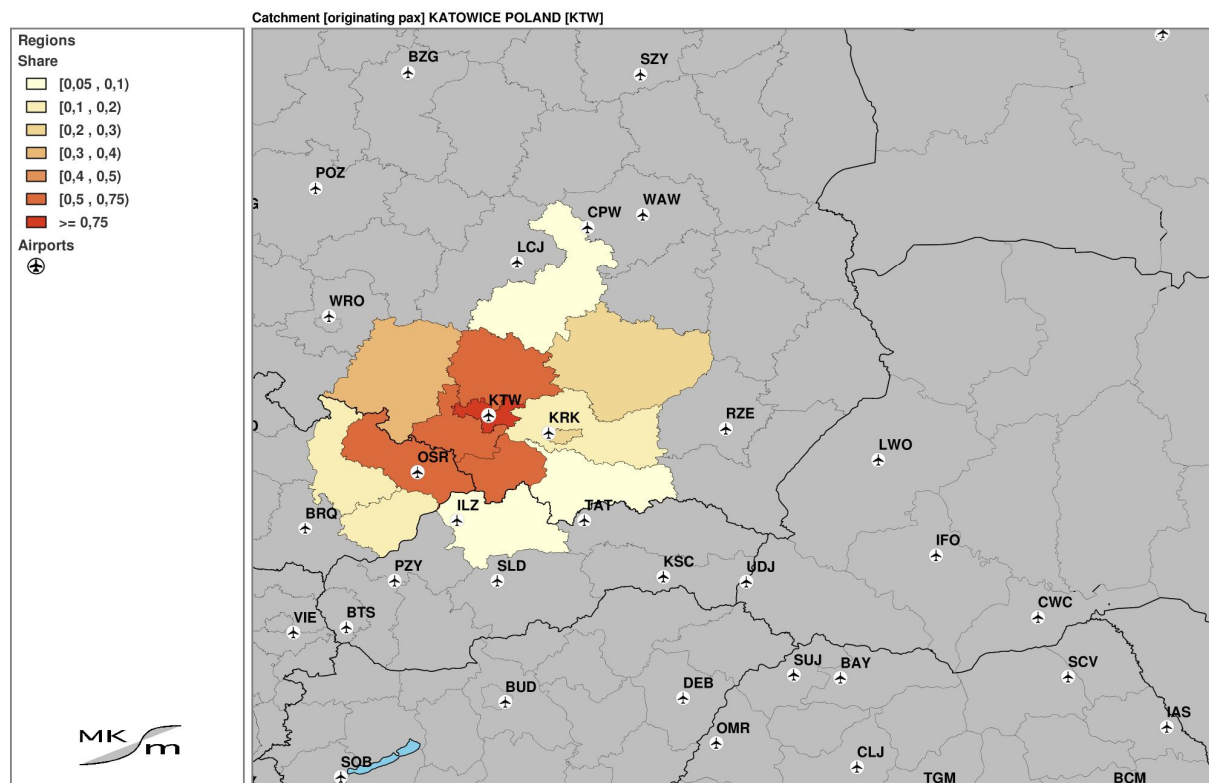 Catchment [originating pax] KATOWICE POLAND [KTW]
Regions
Share
[0,05 , 0,1)
[0,1 , 0,2)
[0,2 , 0,3)
[0,3 , 0,4)
[0,4 , 0,5)
[0,5 , 0,75)
>= 0,75
Airports
MK
m
BZG
SZY
POZ
WAW
CPW
LCJ
WRO
KTW
KRK
RZE
LWO
OSR
ILZ
TAT
BRQ
IFO
PZY
SLD
KSC
UDJ
VIE
BTS
CWC
SUJ
BAY
SCV
BUD
DEB
OMR
IAS
CLJ
SOB
TGM
BCM